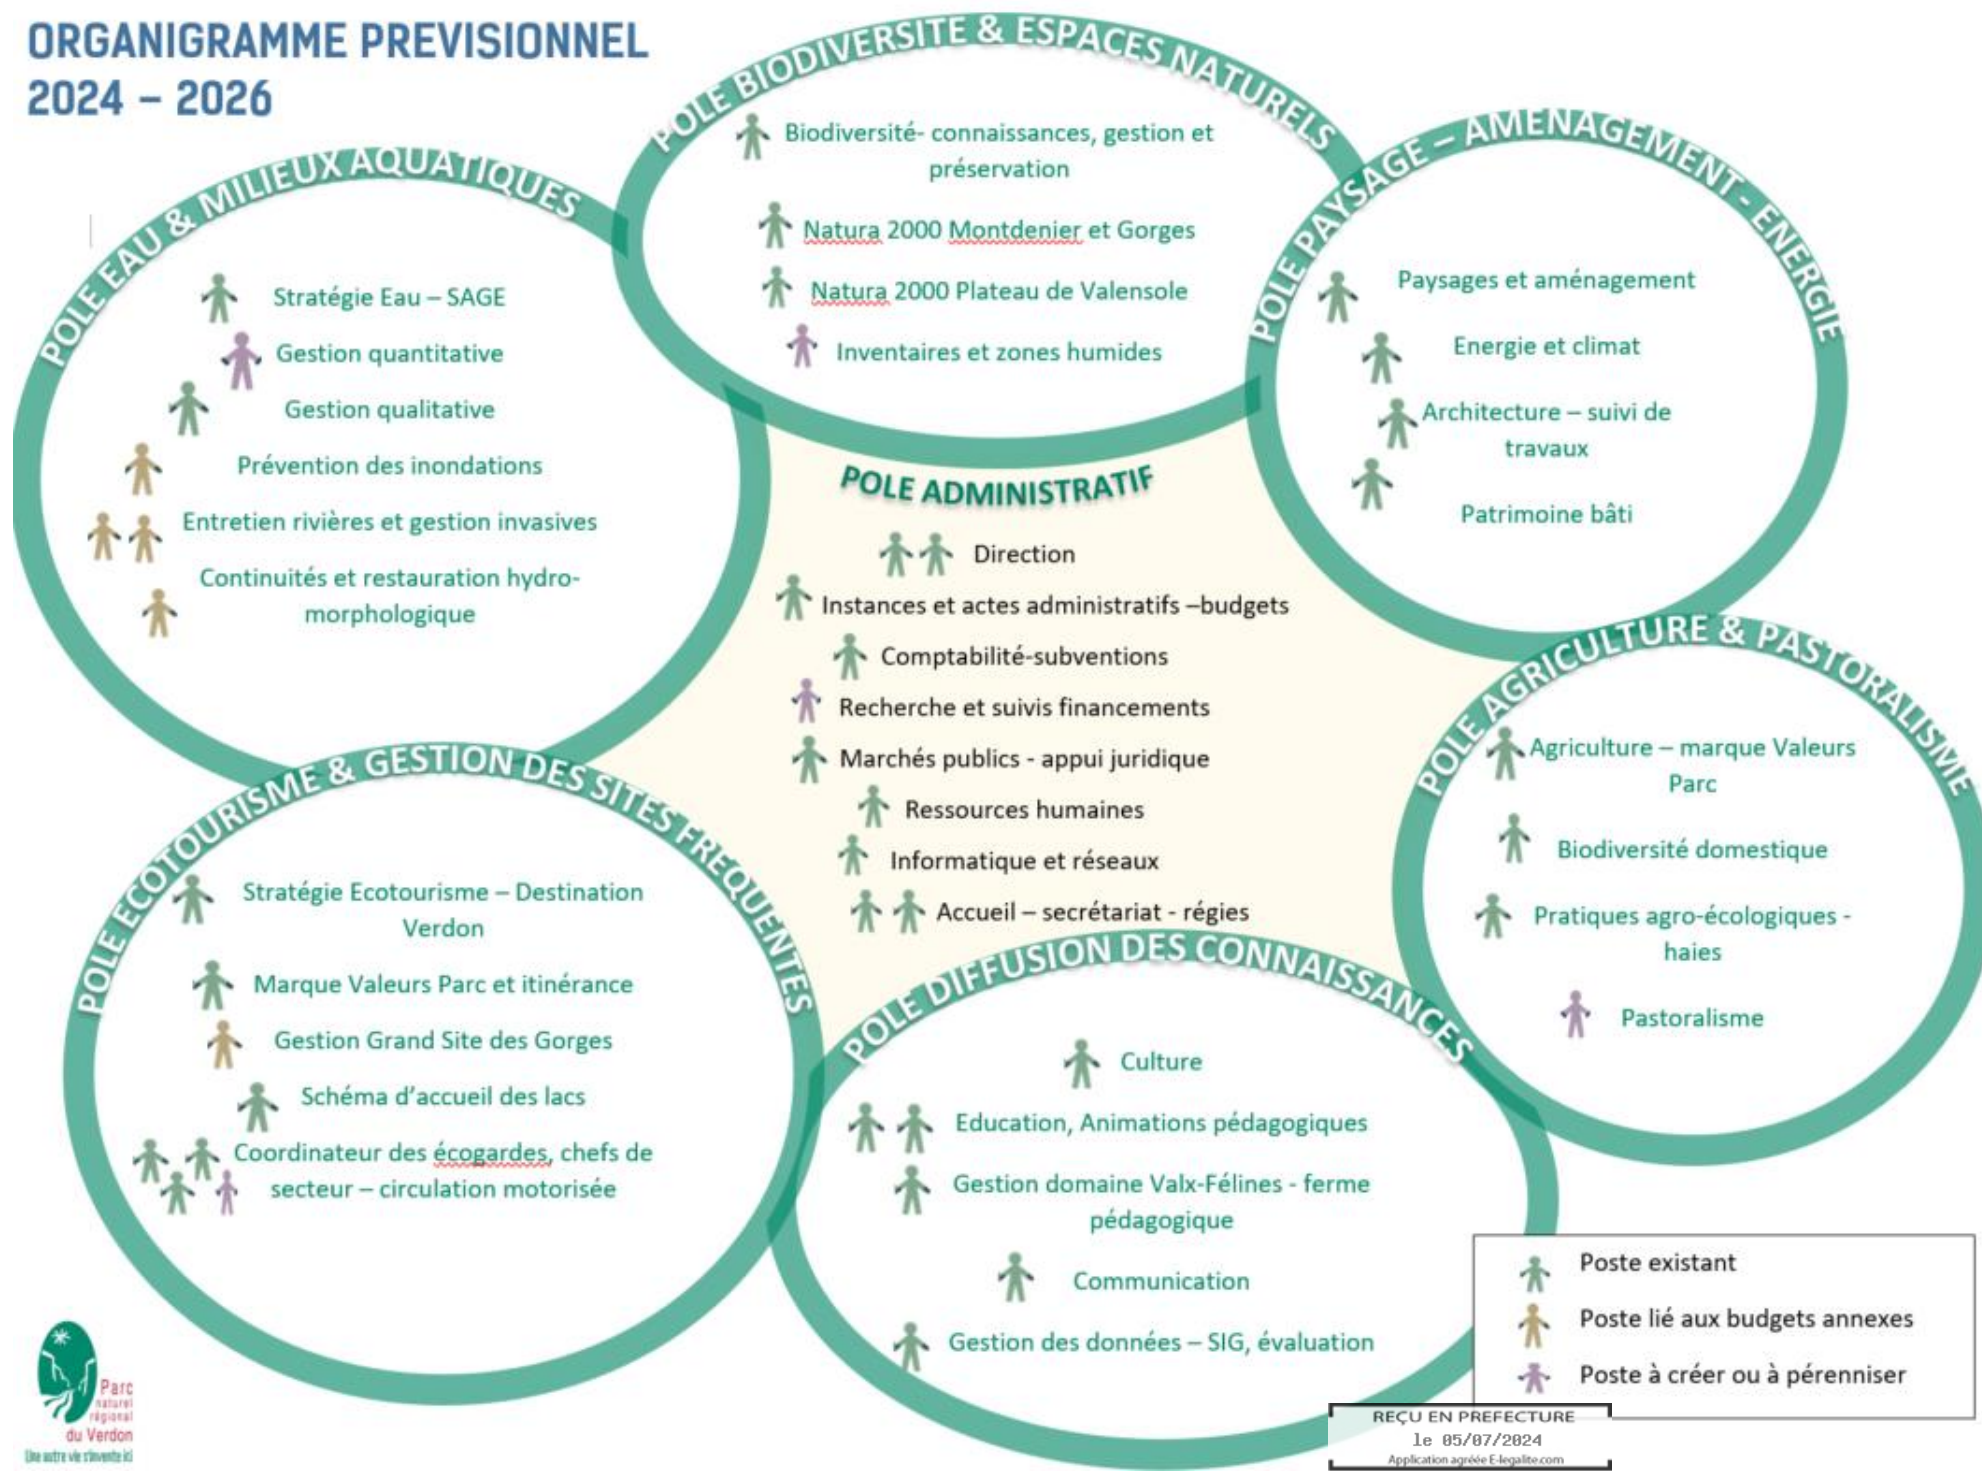 ORGANIGRAMME PREVISIONNEL
2024 – 2026
POLE BIODIVERSITE & ESPACES NATURELS
Biodiversité- connaissances, gestion et
préservation
Natura 2000 Montdenier et Gorges
Natura 2000 Plateau de Valensole
Inventaires et zones humides
POLE EAU & MILIEUX AQUATIQUES
Stratégie Eau – SAGE
Gestion quantitative
Gestion qualitative
Prévention des inondations
Entretien rivières et gestion invasives
Continuités et restauration hydro-
morphologique
POLE PAYSAGE – AMENAGEMENT - ENERGIE
Paysages et aménagement
Energie et climat
Architecture – suivi de
travaux
Patrimoine bâti
POLE ADMINISTRATIF
Direction
Instances et actes administratifs –budgets
Comptabilité-subventions
Recherche et suivis financements
Marchés publics - appui juridique
Ressources humaines
Informatique et réseaux
Accueil – secrétariat - régies
POLE AGRICULTURE & PASTORALISME
Agriculture – marque Valeurs
Parc
Biodiversité domestique
Pratiques agro-écologiques -
haies
Pastoralisme
POLE ECOTOURISME & GESTION DES SITES FREQUENTES
Stratégie Ecotourisme – Destination
Verdon
Marque Valeurs Parc et itinérance
Gestion Grand Site des Gorges
Schéma d'accueil des lacs
Coordinateur des écogardes, chefs de
secteur – circulation motorisée
POLE DIFFUSION DES CONNAISSANCES
Culture
Education, Animations pédagogiques
Gestion domaine Valx-Félines - ferme
pédagogique
Communication
Gestion des données – SIG, évaluation
Poste existant
Poste lié aux budgets annexes
Poste à créer ou à pérenniser
REÇU EN PREFECTURE
le 05/07/2024
Application agréée E-legalite.com
Parc
naturel
régional
du Verdon
Une autre vie s'invente ici